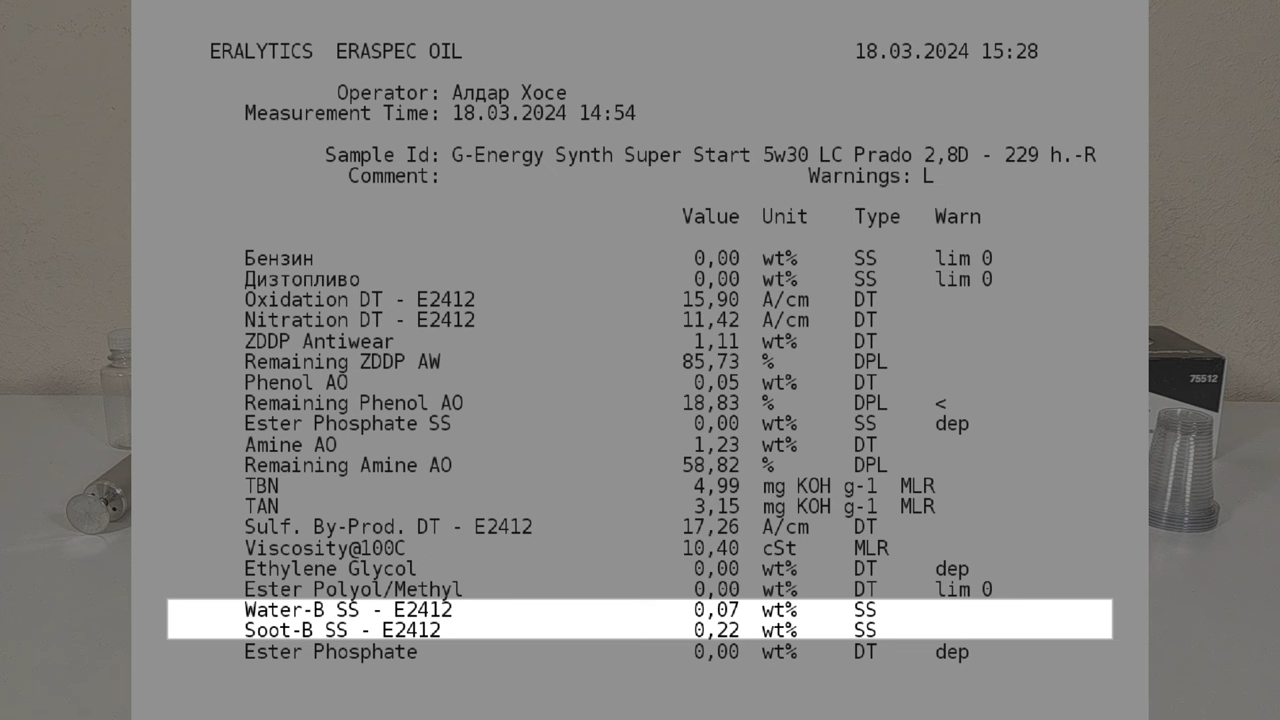 ERALYTICS ERASPEC OIL 18.03.2024 15:28
Operator: Алдар Хосе
Measurement Time: 18.03.2024 14:54
Sample Id: G-Energy Synth Super Start 5w30 LC Prado 2,8D - 229 h.-R
Comment: Warnings: L
Value Unit Type Warn
Бензин 0,00 wt% SS lim 0
Дизтопливо 0,00 wt% SS lim 0
Oxidation DT - E2412 15,90 A/cm DT
Nitration DT - E2412 11,42 A/cm DT
ZDDP Antiwear 1,11 wt% DT
Remaining ZDDP AW 85,73 % DPL
Phenol AO 0,05 wt% DT
Remaining Phenol AO 18,83 % DPL <
Ester Phosphate SS 0,00 wt% SS dep
Amine AO 1,23 wt% DT
Remaining Amine AO 58,82 % DPL
TBN 4,99 mg KOH g-1 MLR
TAN 3,15 mg KOH g-1 MLR
Sulf. By-Prod. DT - E2412 17,26 A/cm DT
Viscosity@100C 10,40 cSt MLR
Ethylene Glycol 0,00 wt% DT dep
Ester Polyol/Methyl 0,00 wt% DT lim 0
Water-B SS - E2412 0,07 wt% SS
Soot-B SS - E2412 0,22 wt% SS
Ester Phosphate 0,00 wt% DT dep
75512